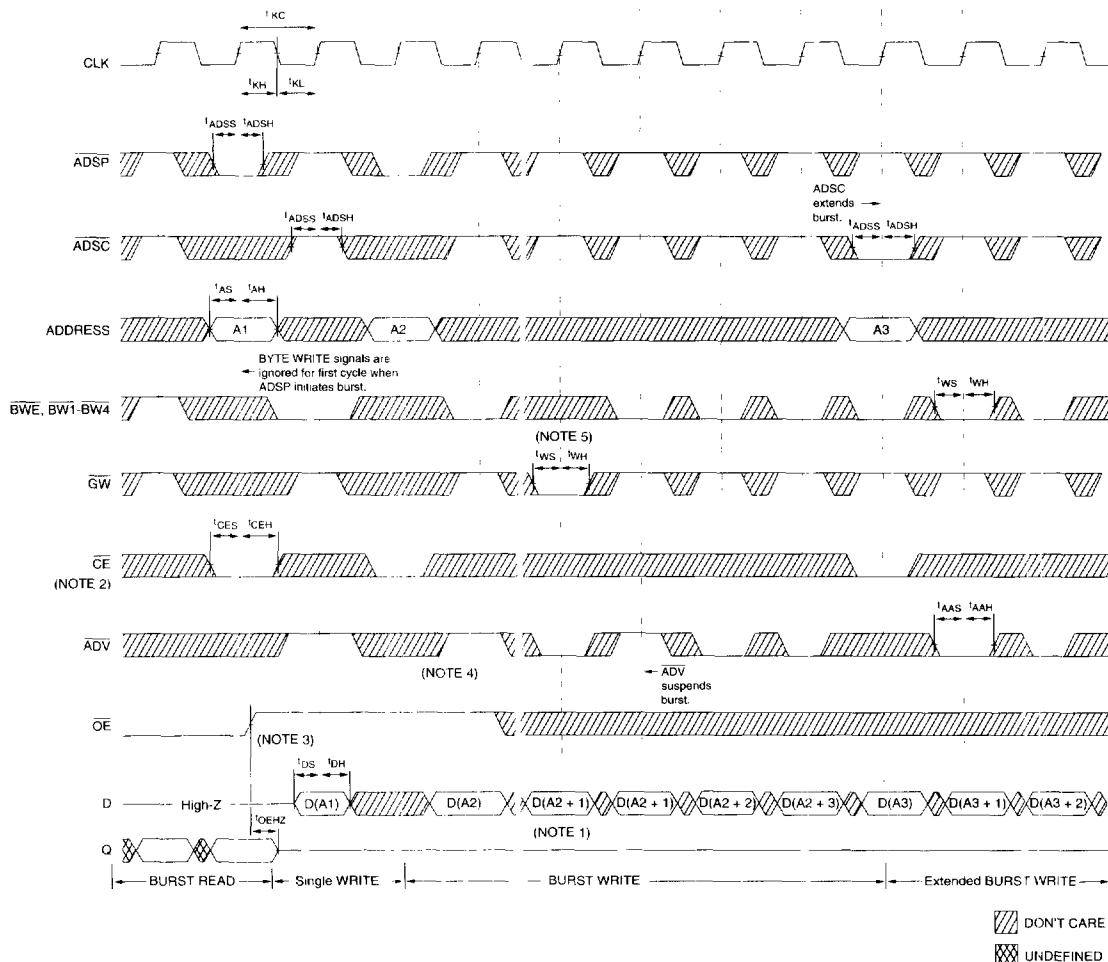 tKC
CLK
tKH tKL
tADSS tADSH
ADSP
ADSC
extends
burst.
tADSS tADSH
tADSS tADSH
ADSC
tAS tAH
ADDRESS A1 A2 A3
BYTE WRITE signals are
ignored for first cycle when
ADSP initiates burst.
tWS tWH
BWE, BW1-BW4
(NOTE 5)
tWS tWH
GW
tCES tCEH
CE
(NOTE 2)
tAAS tAAH
ADV
(NOTE 4)
ADV
suspends
burst.
OE
(NOTE 3)
tDS tDH
D High-Z D(A1) D(A2) D(A2 + 1) D(A2 + 1) D(A2 + 2) D(A2 + 3) D(A3) D(A3 + 1) D(A3 + 2)
tOEHZ
(NOTE 1)
Q
BURST READ Single WRITE BURST WRITE Extended BURST WRITE
DON'T CARE
UNDEFINED